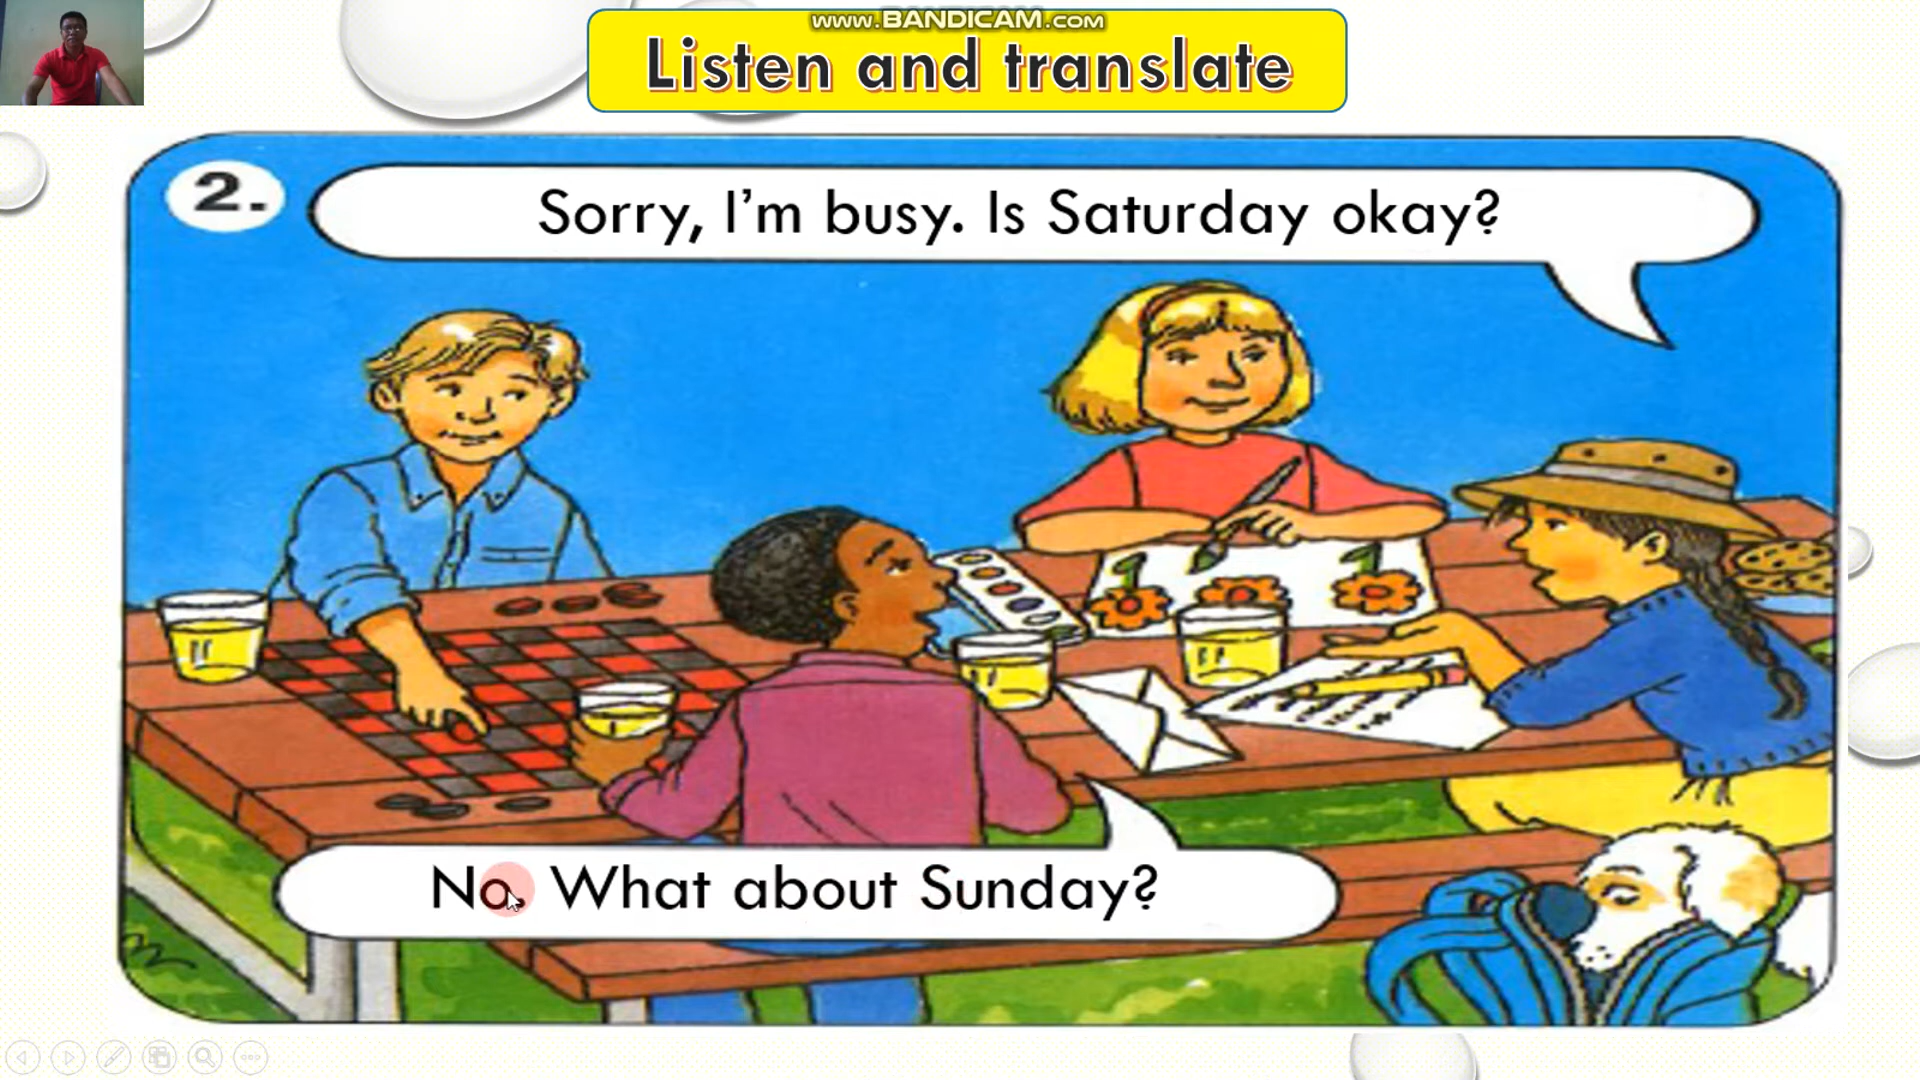 www.BANDICAM.com
Listen and translate
2.
Sorry, I'm busy. Is Saturday okay?
No. What about Sunday?